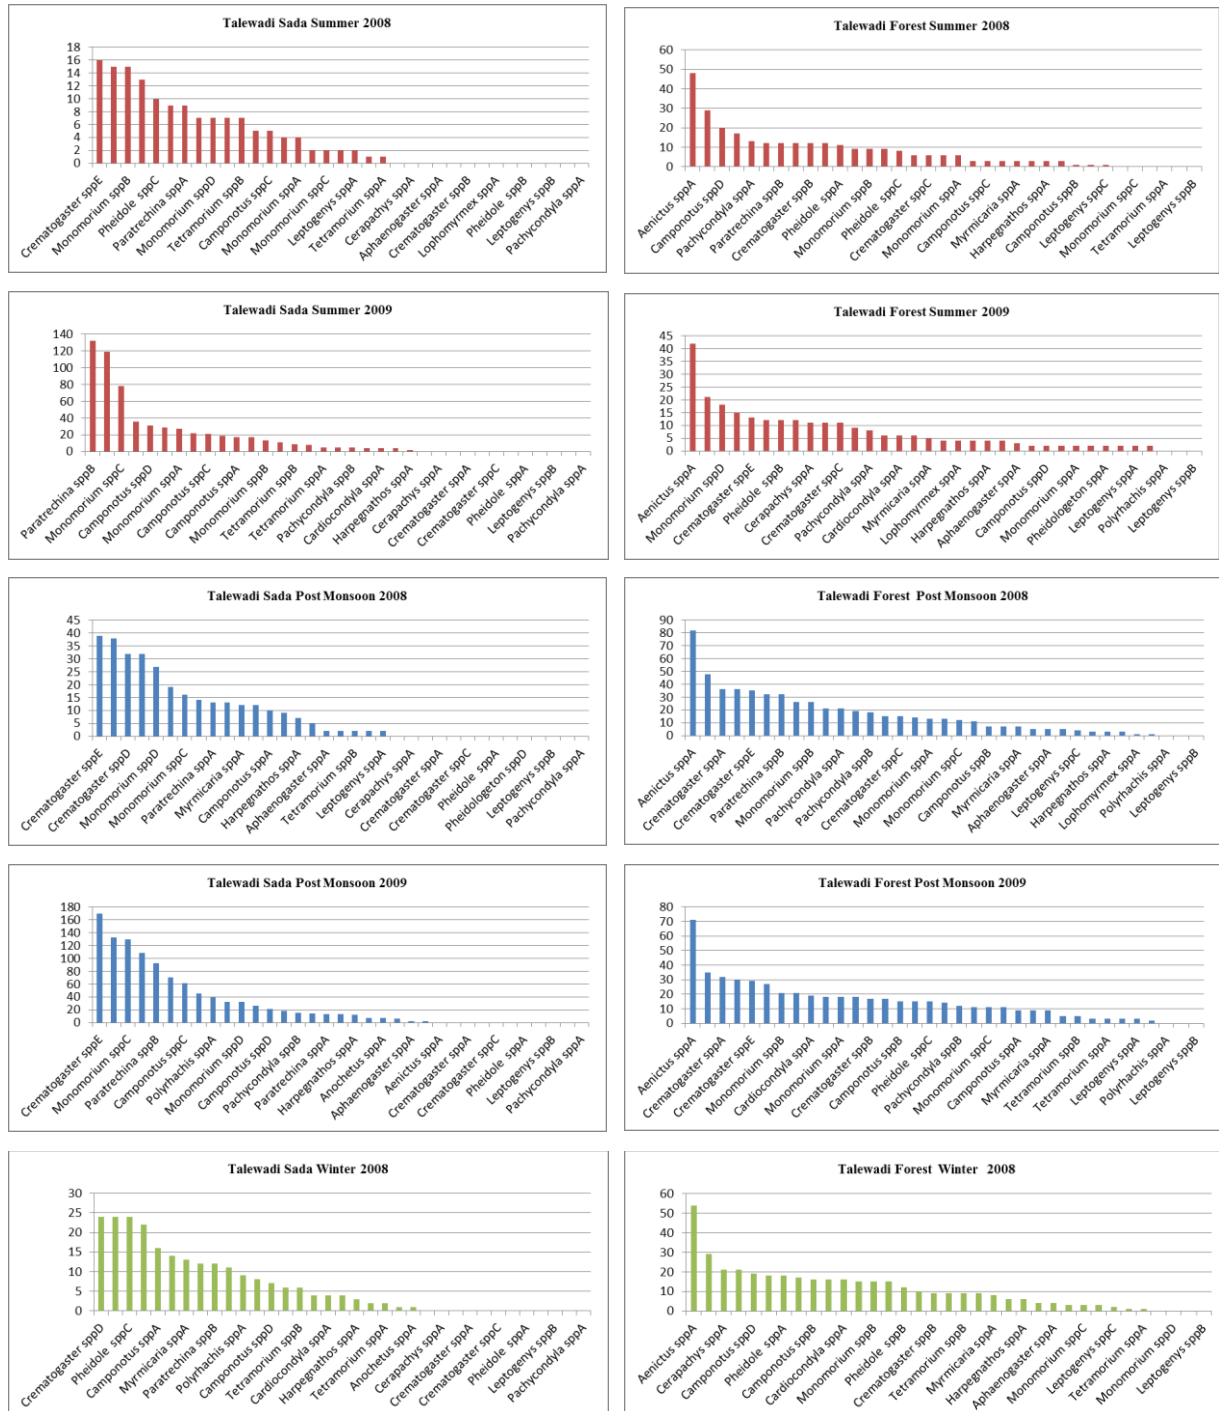 Talewadi Sada Summer 2008
18
16
14
12
10
8
6
4
2
Crematogaster sppE
Monomorium sppB
Pheidole sppC
Paratrechina sppA
Monomorium sppD
Tetramorium sppB
Camponotus sppC
Monomorium sppA
Monomorium sppC
Leptogenys sppA
Tetramorium sppA
Cerapachys sppA
Aphaenogaster sppA
Crematogaster sppB
Lophomyrmex sppA
Pheidole sppB
Leptogenys sppB
Pachycondyla sppA
Talewadi Forest Summer 2008
60
50
40
30
20
10
0
Aenictus sppA
Camponotus sppD
Pachycondyla sppA
Paratrechina sppB
Crematogaster sppB
Pheidole sppA
Monomorium sppB
Pheidole sppC
Crematogaster sppC
Monomorium sppA
Camponotus sppC
Myrmicaria sppA
Harpegnathos sppA
Camponotus sppB
Leptogenys sppC
Monomorium sppC
Tetramorium sppA
Leptogenys sppB
Talewadi Sada Summer 2009
140
120
100
80
60
40
20
0
Paratrechina sppB
Monomorium sppC
Camponotus sppD
Monomorium sppA
Camponotus sppC
Camponotus sppA
Monomorium sppB
Tetramorium sppB
Tetramorium sppA
Pachycondyla sppB
Cardiocondyla sppA
Harpegnathos sppA
Cerapachys sppA
Crematogaster sppA
Crematogaster sppC
Pheidole sppA
Leptogenys sppB
Pachycondyla sppA
Talewadi Forest Summer 2009
45
40
35
30
25
20
15
10
5
0
Aenictus sppA
Monomorium sppD
Crematogaster sppE
Pheidole sppB
Cerapachys sppA
Crematogaster sppC
Pachycondyla sppA
Cardiocondyla sppA
Myrmicaria sppA
Lophomyrmex sppA
Harpegnathos sppA
Aphaenogaster sppA
Camponotus sppD
Monomorium sppA
Pheidologeton sppA
Leptogenys sppA
Polyrhachis sppA
Leptogenys sppB
Talewadi Sada Post Monsoon 2008
45
40
35
30
25
20
15
10
5
0
Crematogaster sppE
Crematogaster sppD
Monomorium sppD
Monomorium sppC
Paratrechina sppA
Myrmicaria sppA
Camponotus sppA
Harpegnathos sppA
Aphaenogaster sppA
Tetramorium sppB
Leptogenys sppA
Cerapachys sppA
Crematogaster sppA
Crematogaster sppC
Pheidole sppA
Pheidologeton sppD
Leptogenys sppB
Pachycondyla sppA
Talewadi Forest Post Monsoon 2008
90
80
70
60
50
40
30
20
10
0
Aenictus sppA
Crematogaster sppA
Crematogaster sppE
Paratrechina sppB
Monomorium sppB
Pachycondyla sppA
Pachycondyla sppB
Crematogaster sppC
Monomorium sppA
Monomorium sppC
Camponotus sppB
Myrmicaria sppA
Aphaenogaster sppA
Leptogenys sppC
Harpegnathos sppA
Lophomyrmex sppA
Polyrhachis sppA
Leptogenys sppB
Talewadi Sada Post Monsoon 2009
180
160
140
120
100
80
60
40
20
0
Crematogaster sppE
Monomorium sppC
Paratrechina sppB
Camponotus sppC
Polyrhachis sppA
Monomorium sppD
Camponotus sppD
Pachycondyla sppB
Paratrechina sppA
Harpegnathos sppA
Anochetus sppA
Aphaenogaster sppA
Aenictus sppA
Crematogaster sppA
Crematogaster sppC
Pheidole sppA
Leptogenys sppB
Pachycondyla sppA
Talewadi Forest Post Monsoon 2009
80
70
60
50
40
30
20
10
0
Aenictus sppA
Crematogaster sppA
Crematogaster sppE
Monomorium sppB
Cardiocondyla sppA
Monomorium sppA
Crematogaster sppB
Camponotus sppB
Pheidole sppC
Pachycondyla sppB
Monomorium sppC
Camponotus sppA
Myrmicaria sppA
Tetramorium sppB
Tetramorium sppA
Leptogenys sppA
Polyrhachis sppA
Leptogenys sppB
Talewadi Sada Winter 2008
30
25
20
15
10
5
0
Crematogaster sppD
Pheidole sppC
Camponotus sppA
Myrmicaria sppA
Paratrechina sppB
Polyrhachis sppA
Camponotus sppD
Tetramorium sppB
Cardiocondyla sppA
Harpegnathos sppA
Tetramorium sppA
Anochetus sppA
Cerapachys sppA
Crematogaster sppA
Crematogaster sppC
Pheidole sppA
Leptogenys sppB
Pachycondyla sppA
Talewadi Forest Winter 2008
60
50
40
30
20
10
0
Aenictus sppA
Cerapachys sppA
Camponotus sppD
Pheidole sppA
Camponotus sppB
Cardiocondyla sppA
Monomorium sppB
Pheidole sppB
Crematogaster sppB
Tetramorium sppB
Myrmicaria sppA
Harpegnathos sppA
Aphaenogaster sppA
Monomorium sppC
Leptogenys sppC
Tetramorium sppA
Monomorium sppD
Leptogenys sppB